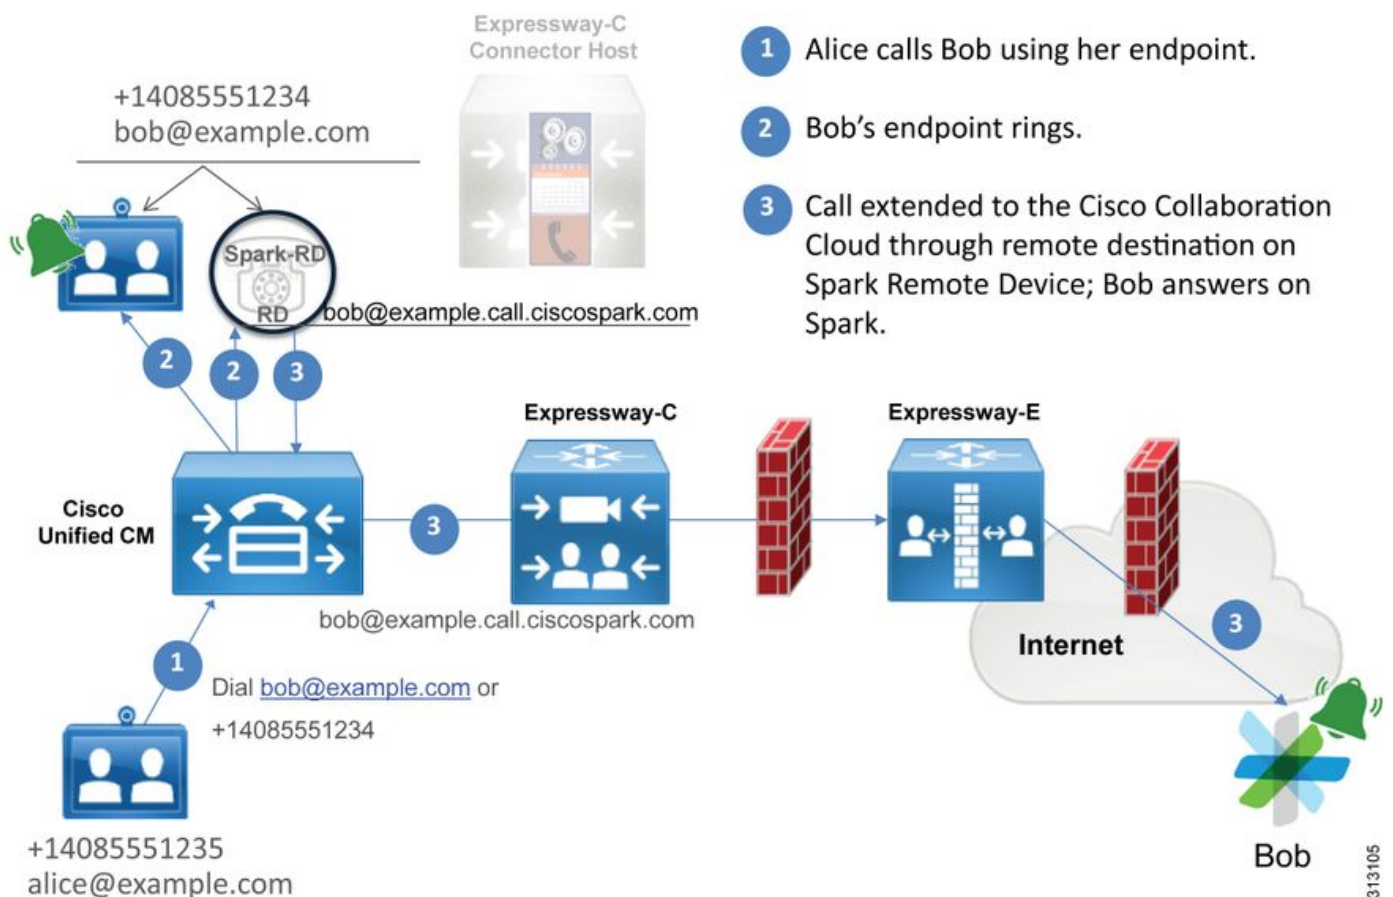 Expressway-C
Connector Host
1 Alice calls Bob using her endpoint.
+14085551234
bob@example.com
2 Bob's endpoint rings.
3 Call extended to the Cisco Collaboration
Cloud through remote destination on
Spark Remote Device; Bob answers on
Spark.
Spark-RD
RD
bob@example.call.ciscospark.com
2
2
3
Expressway-C
Expressway-E
Cisco
Unified CM
3
bob@example.call.ciscospark.com
Internet
3
1
Dial bob@example.com or
+14085551234
+14085551235
alice@example.com
Bob
313105